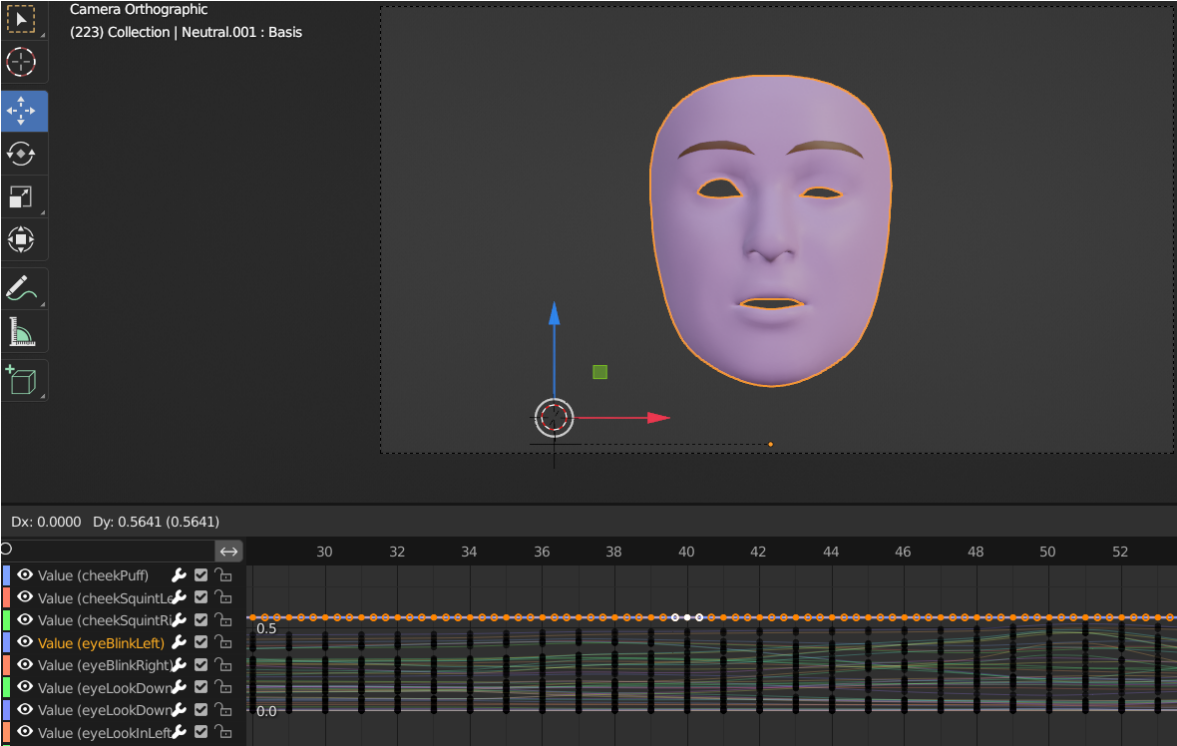 Camera Orthographic
(223) Collection | Neutral.001 : Basis
Dx: 0.0000 Dy: 0.5641 (0.5641)
30 32 34 36 38 40 42 44 46 48 50 52
Value (cheekPuff)
Value (cheekSquintLe
Value (cheekSquintRi
0.5
Value (eyeBlinkLeft)
Value (eyeBlinkRight)
Value (eyeLookDown
Value (eyeLookDown
0.0
Value (eyeLookInLeft